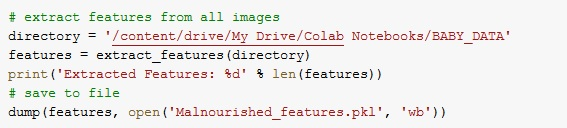 # extract features from all images
directory = '/content/drive/My Drive/Colab Notebooks/BABY_DATA'
features = extract_features(directory)
print('Extracted Features: %d' % len(features))
# save to file
dump(features, open('Malnourished_features.pkl', 'wb'))